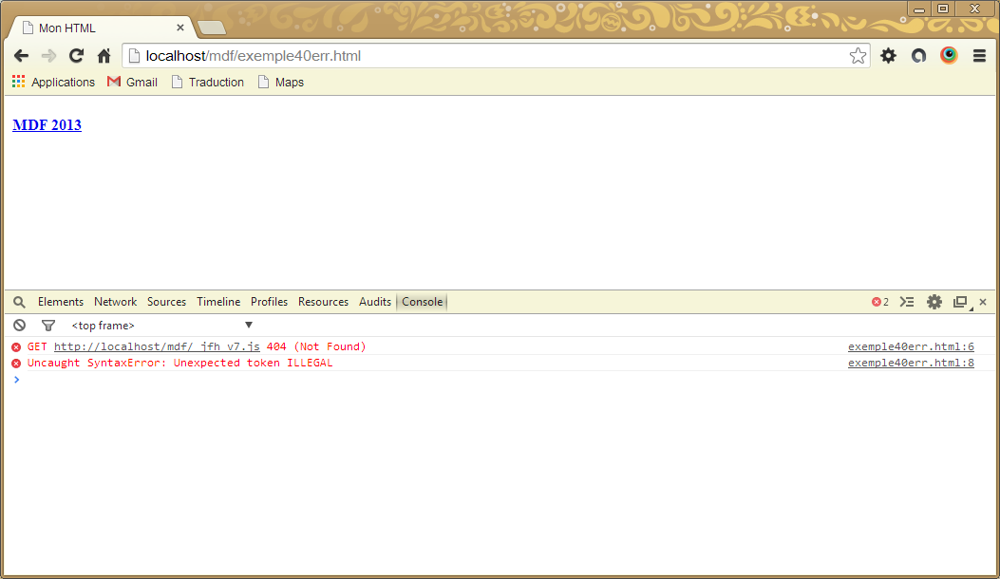 Mon HTML
localhost/mdf/exemple40err.html
Applications Gmail Traduction Maps
MDF 2013
Elements Network Sources Timeline Profiles Resources Audits Console 2
<top frame>
GET http://localhost/mdf/_jfh_v7.js 404 (Not Found) exemple40err.html:6
Uncaught SyntaxError: Unexpected token ILLEGAL exemple40err.html:8